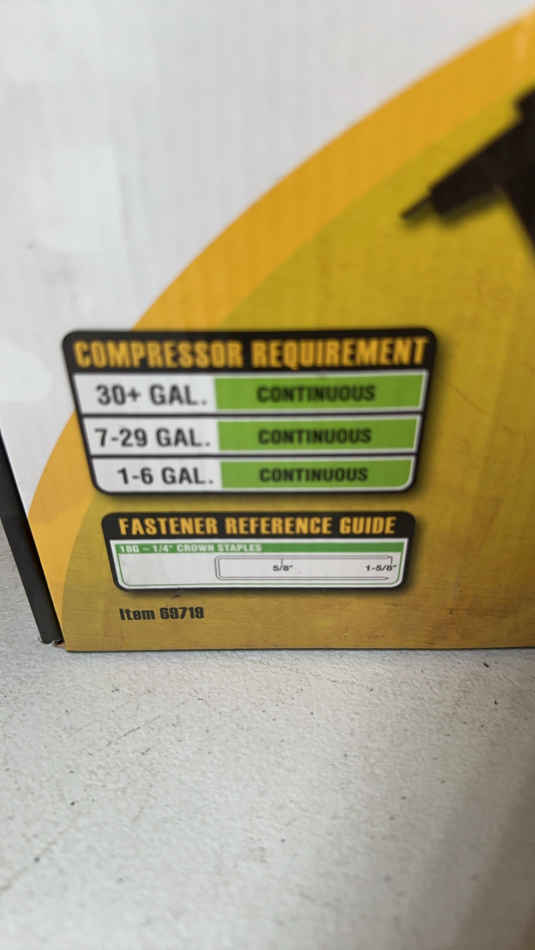 COMPRESSOR REQUIREMENT
30+ GAL. CONTINUOUS
7-29 GAL. CONTINUOUS
1-6 GAL. CONTINUOUS
FASTENER REFERENCE GUIDE
18G – 1/4" CROWN STAPLES
5/8" 1-5/8"
Item 69719